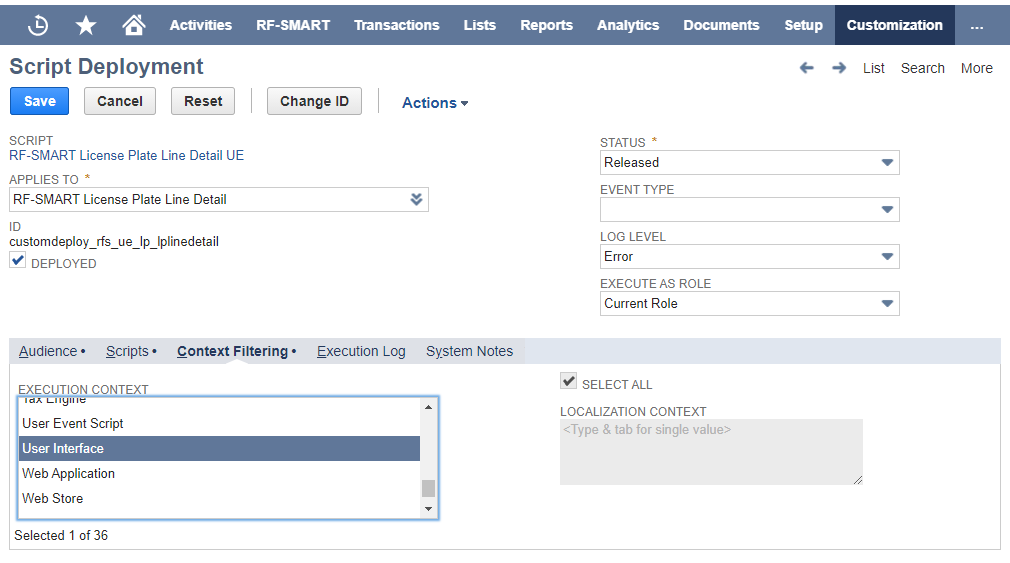 Activities RF-SMART Transactions Lists Reports Analytics Documents Setup Customization ...
Script Deployment
List Search More
Save Cancel Reset Change ID Actions
SCRIPT
RF-SMART License Plate Line Detail UE
APPLIES TO *
RF-SMART License Plate Line Detail
ID
customdeploy_rfs_ue_lp_lplinedetail
DEPLOYED
STATUS *
Released
EVENT TYPE
LOG LEVEL
Error
EXECUTE AS ROLE
Current Role
Audience • Scripts • Context Filtering • Execution Log System Notes
EXECUTION CONTEXT
Tax Engine
User Event Script
User Interface
Web Application
Web Store
Selected 1 of 36
SELECT ALL
LOCALIZATION CONTEXT
<Type & tab for single value>